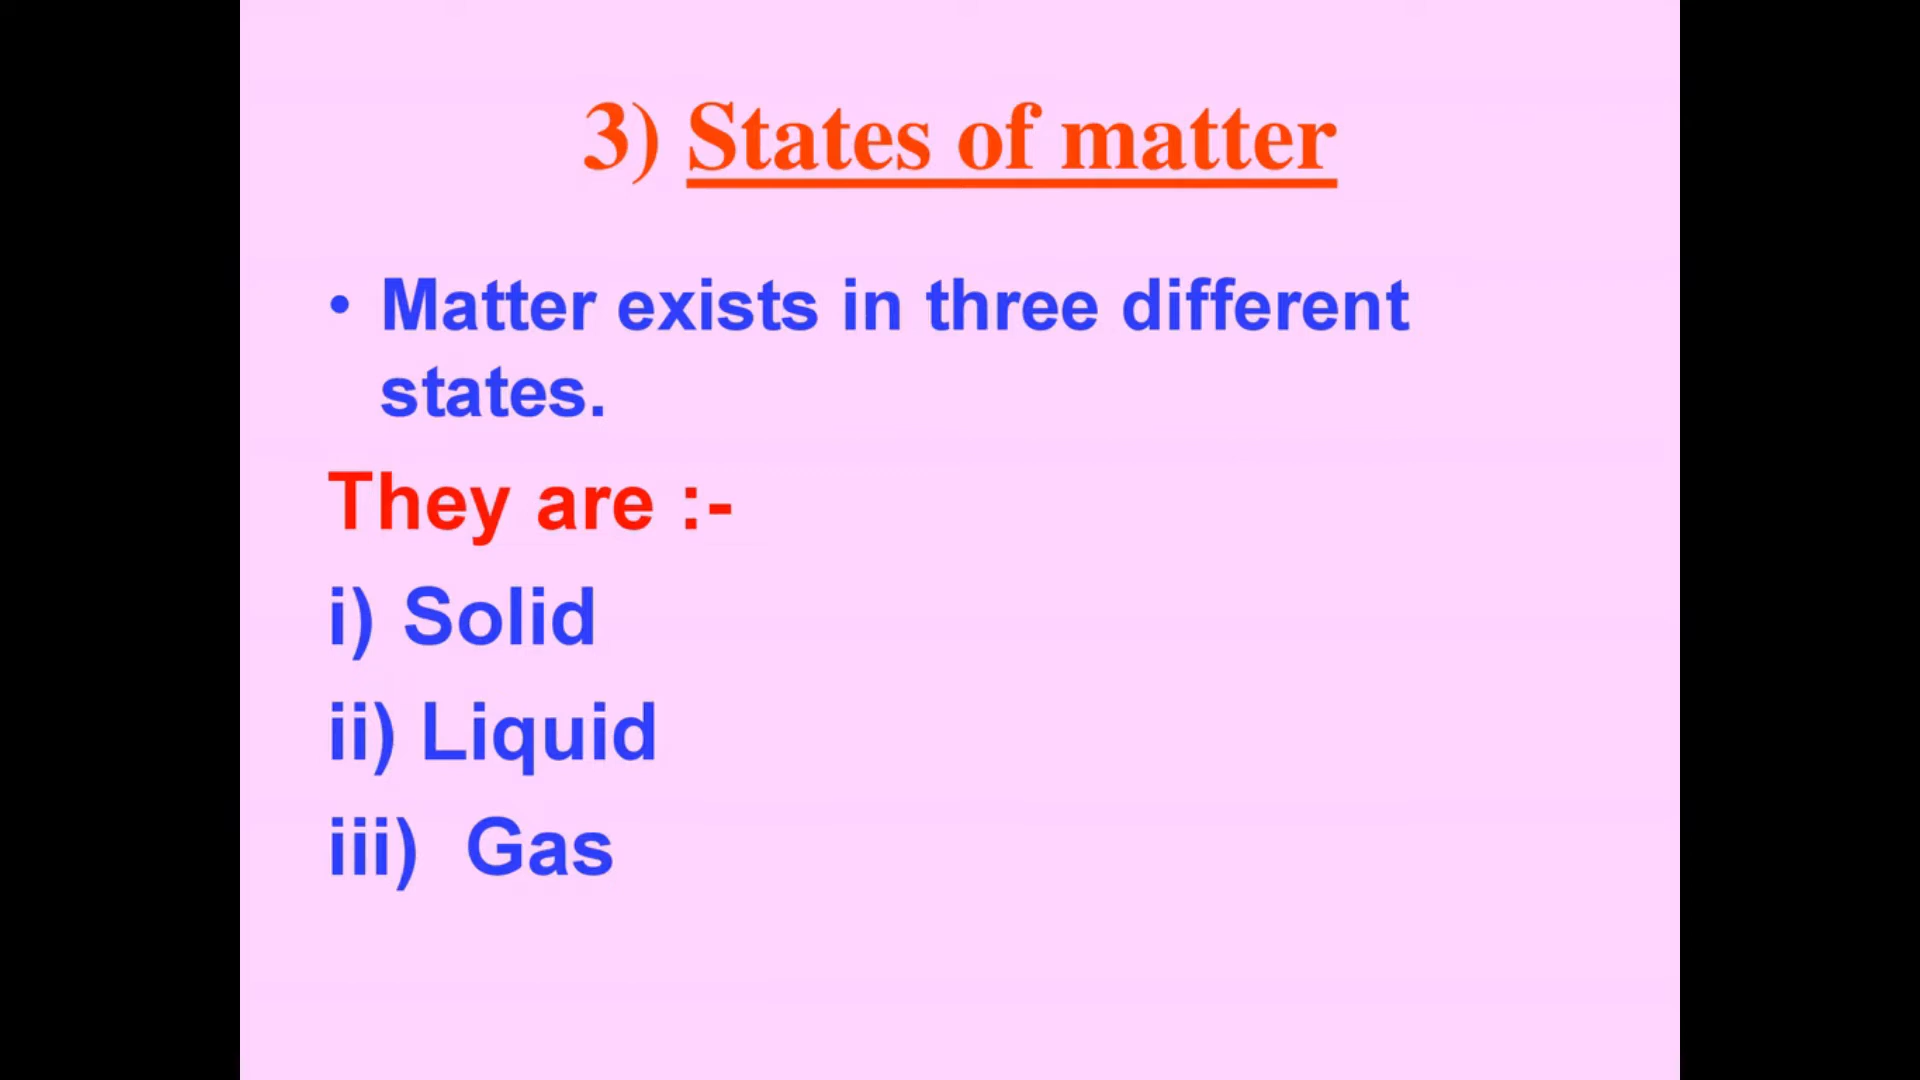 3) States of matter
• Matter exists in three different
states.
They are :-
i) Solid
ii) Liquid
iii) Gas